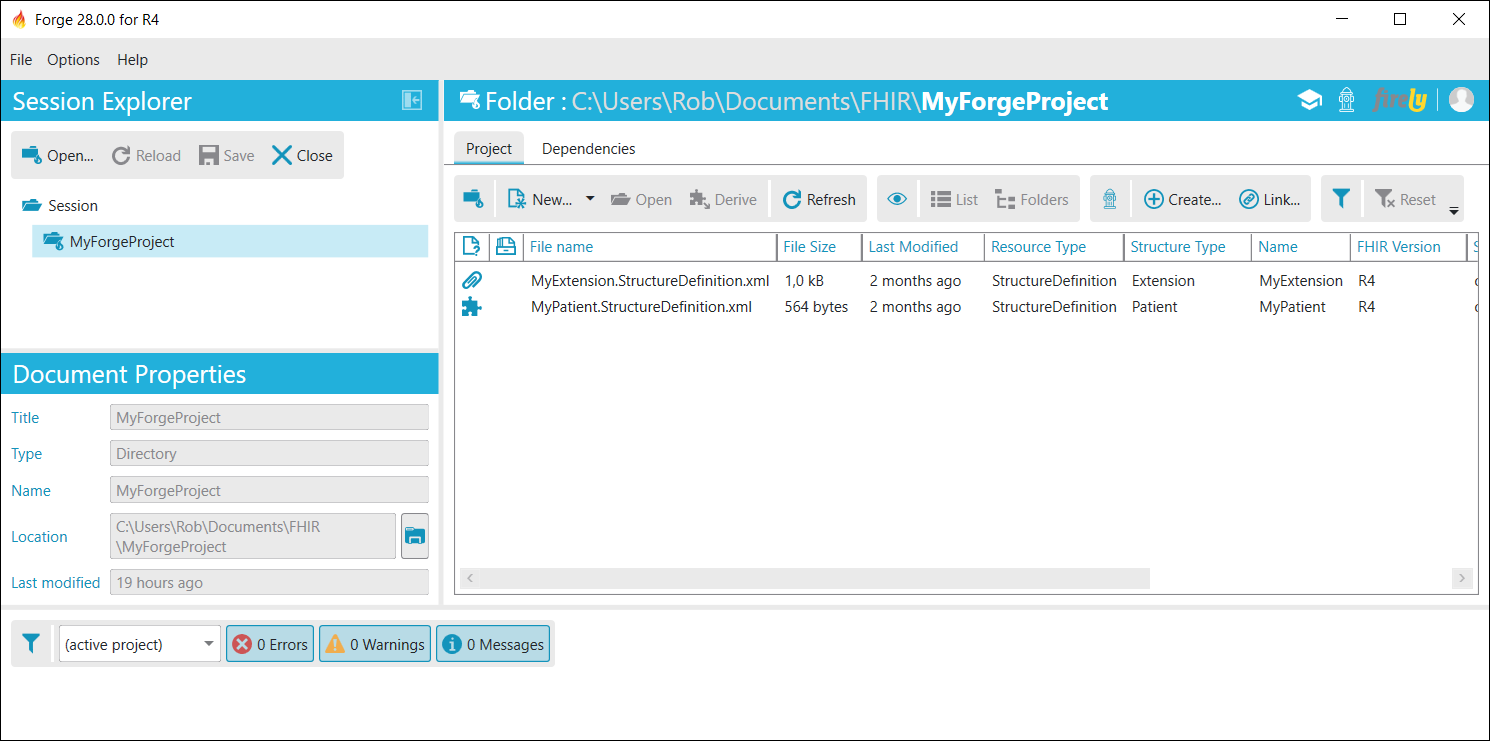 Forge 28.0.0 for R4
File Options Help
Session Explorer
Folder : C:\Users\Rob\Documents\FHIR\MyForgeProject
firely
Open... Reload Save Close
Project Dependencies
New... Open Derive Refresh List Folders Create... Link... Reset
Session
MyForgeProject
File name File Size Last Modified Resource Type Structure Type Name FHIR Version S
MyExtension.StructureDefinition.xml 1,0 kB 2 months ago StructureDefinition Extension MyExtension R4
MyPatient.StructureDefinition.xml 564 bytes 2 months ago StructureDefinition Patient MyPatient R4
Document Properties
Title MyForgeProject
Type Directory
Name MyForgeProject
Location C:\Users\Rob\Documents\FHIR
\MyForgeProject
Last modified 19 hours ago
(active project) 0 Errors 0 Warnings 0 Messages